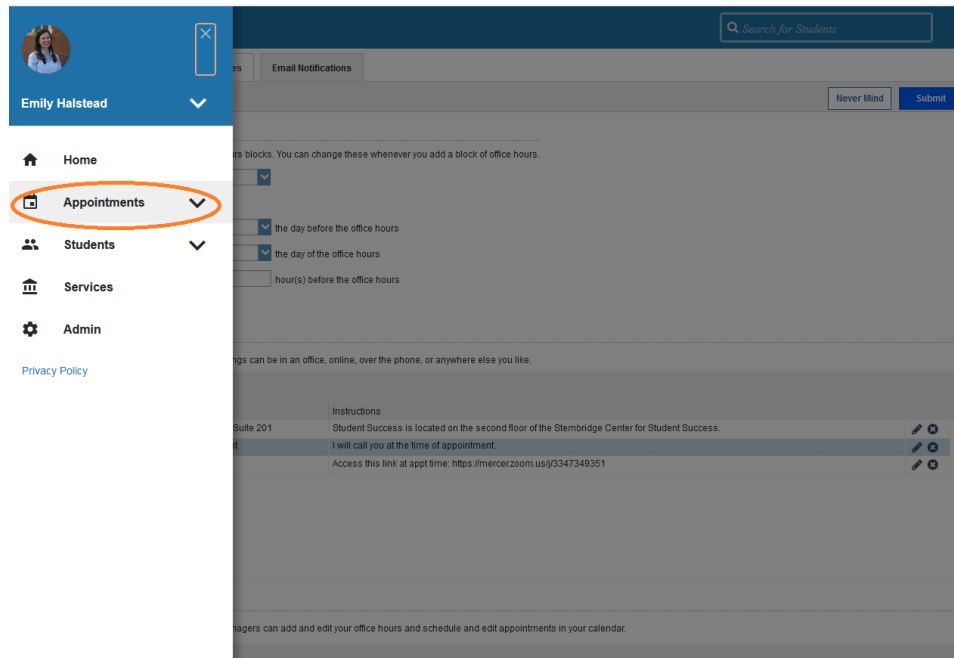 Search for Students
Emily Halstead
Email Notifications
Never Mind
Submit
Home
Appointments
Students
Services
Admin
Privacy Policy
blocks. You can change these whenever you add a block of office hours.
the day before the office hours
the day of the office hours
hour(s) before the office hours
can be in an office, online, over the phone, or anywhere else you like.
Instructions
Suite 201 Student Success is located on the second floor of the Stembridge Center for Student Success.
I will call you at the time of appointment.
Access this link at appt time: https://mercer.zoom.us/j/3347349351
can add and edit your office hours and schedule and edit appointments in your calendar.